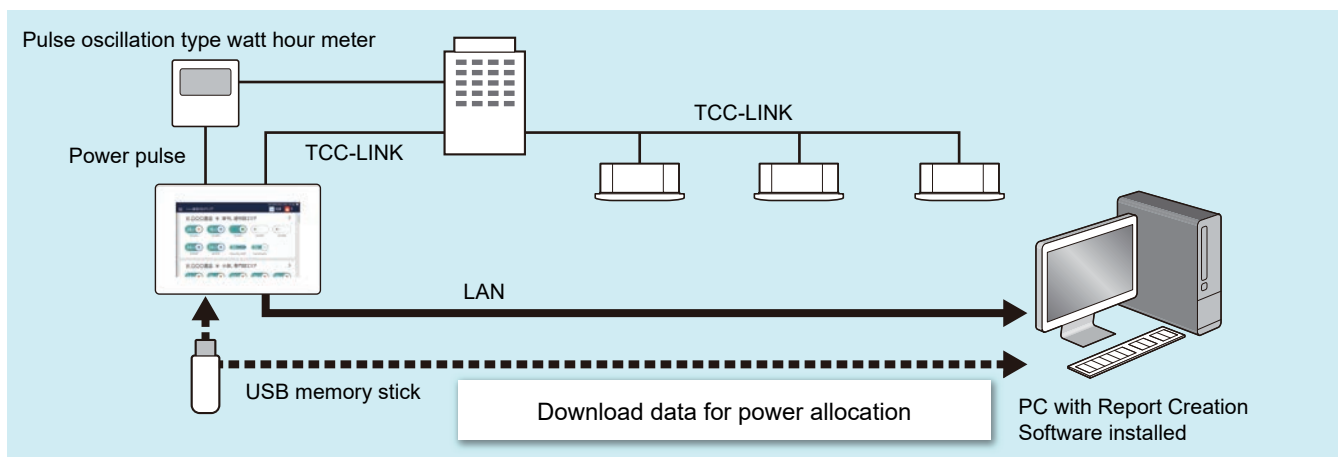 Pulse oscillation type watt hour meter
TCC-LINK
Power pulse
TCC-LINK
LAN
USB memory stick
Download data for power allocation
PC with Report Creation
Software installed